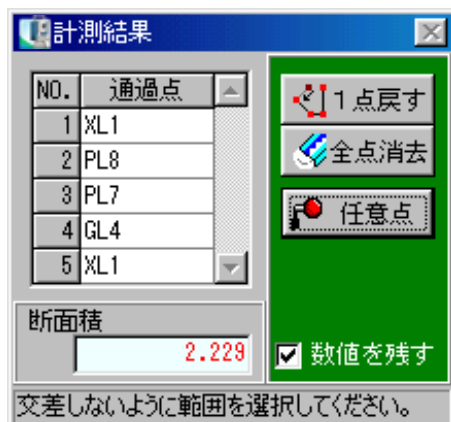 計測結果
NO. 通過点
1 XL1
2 PL8
3 PL7
4 GL4
5 XL1
1点戻す
全点消去
任意点
断面積
2.229
数値を残す
交差しないように範囲を選択してください。